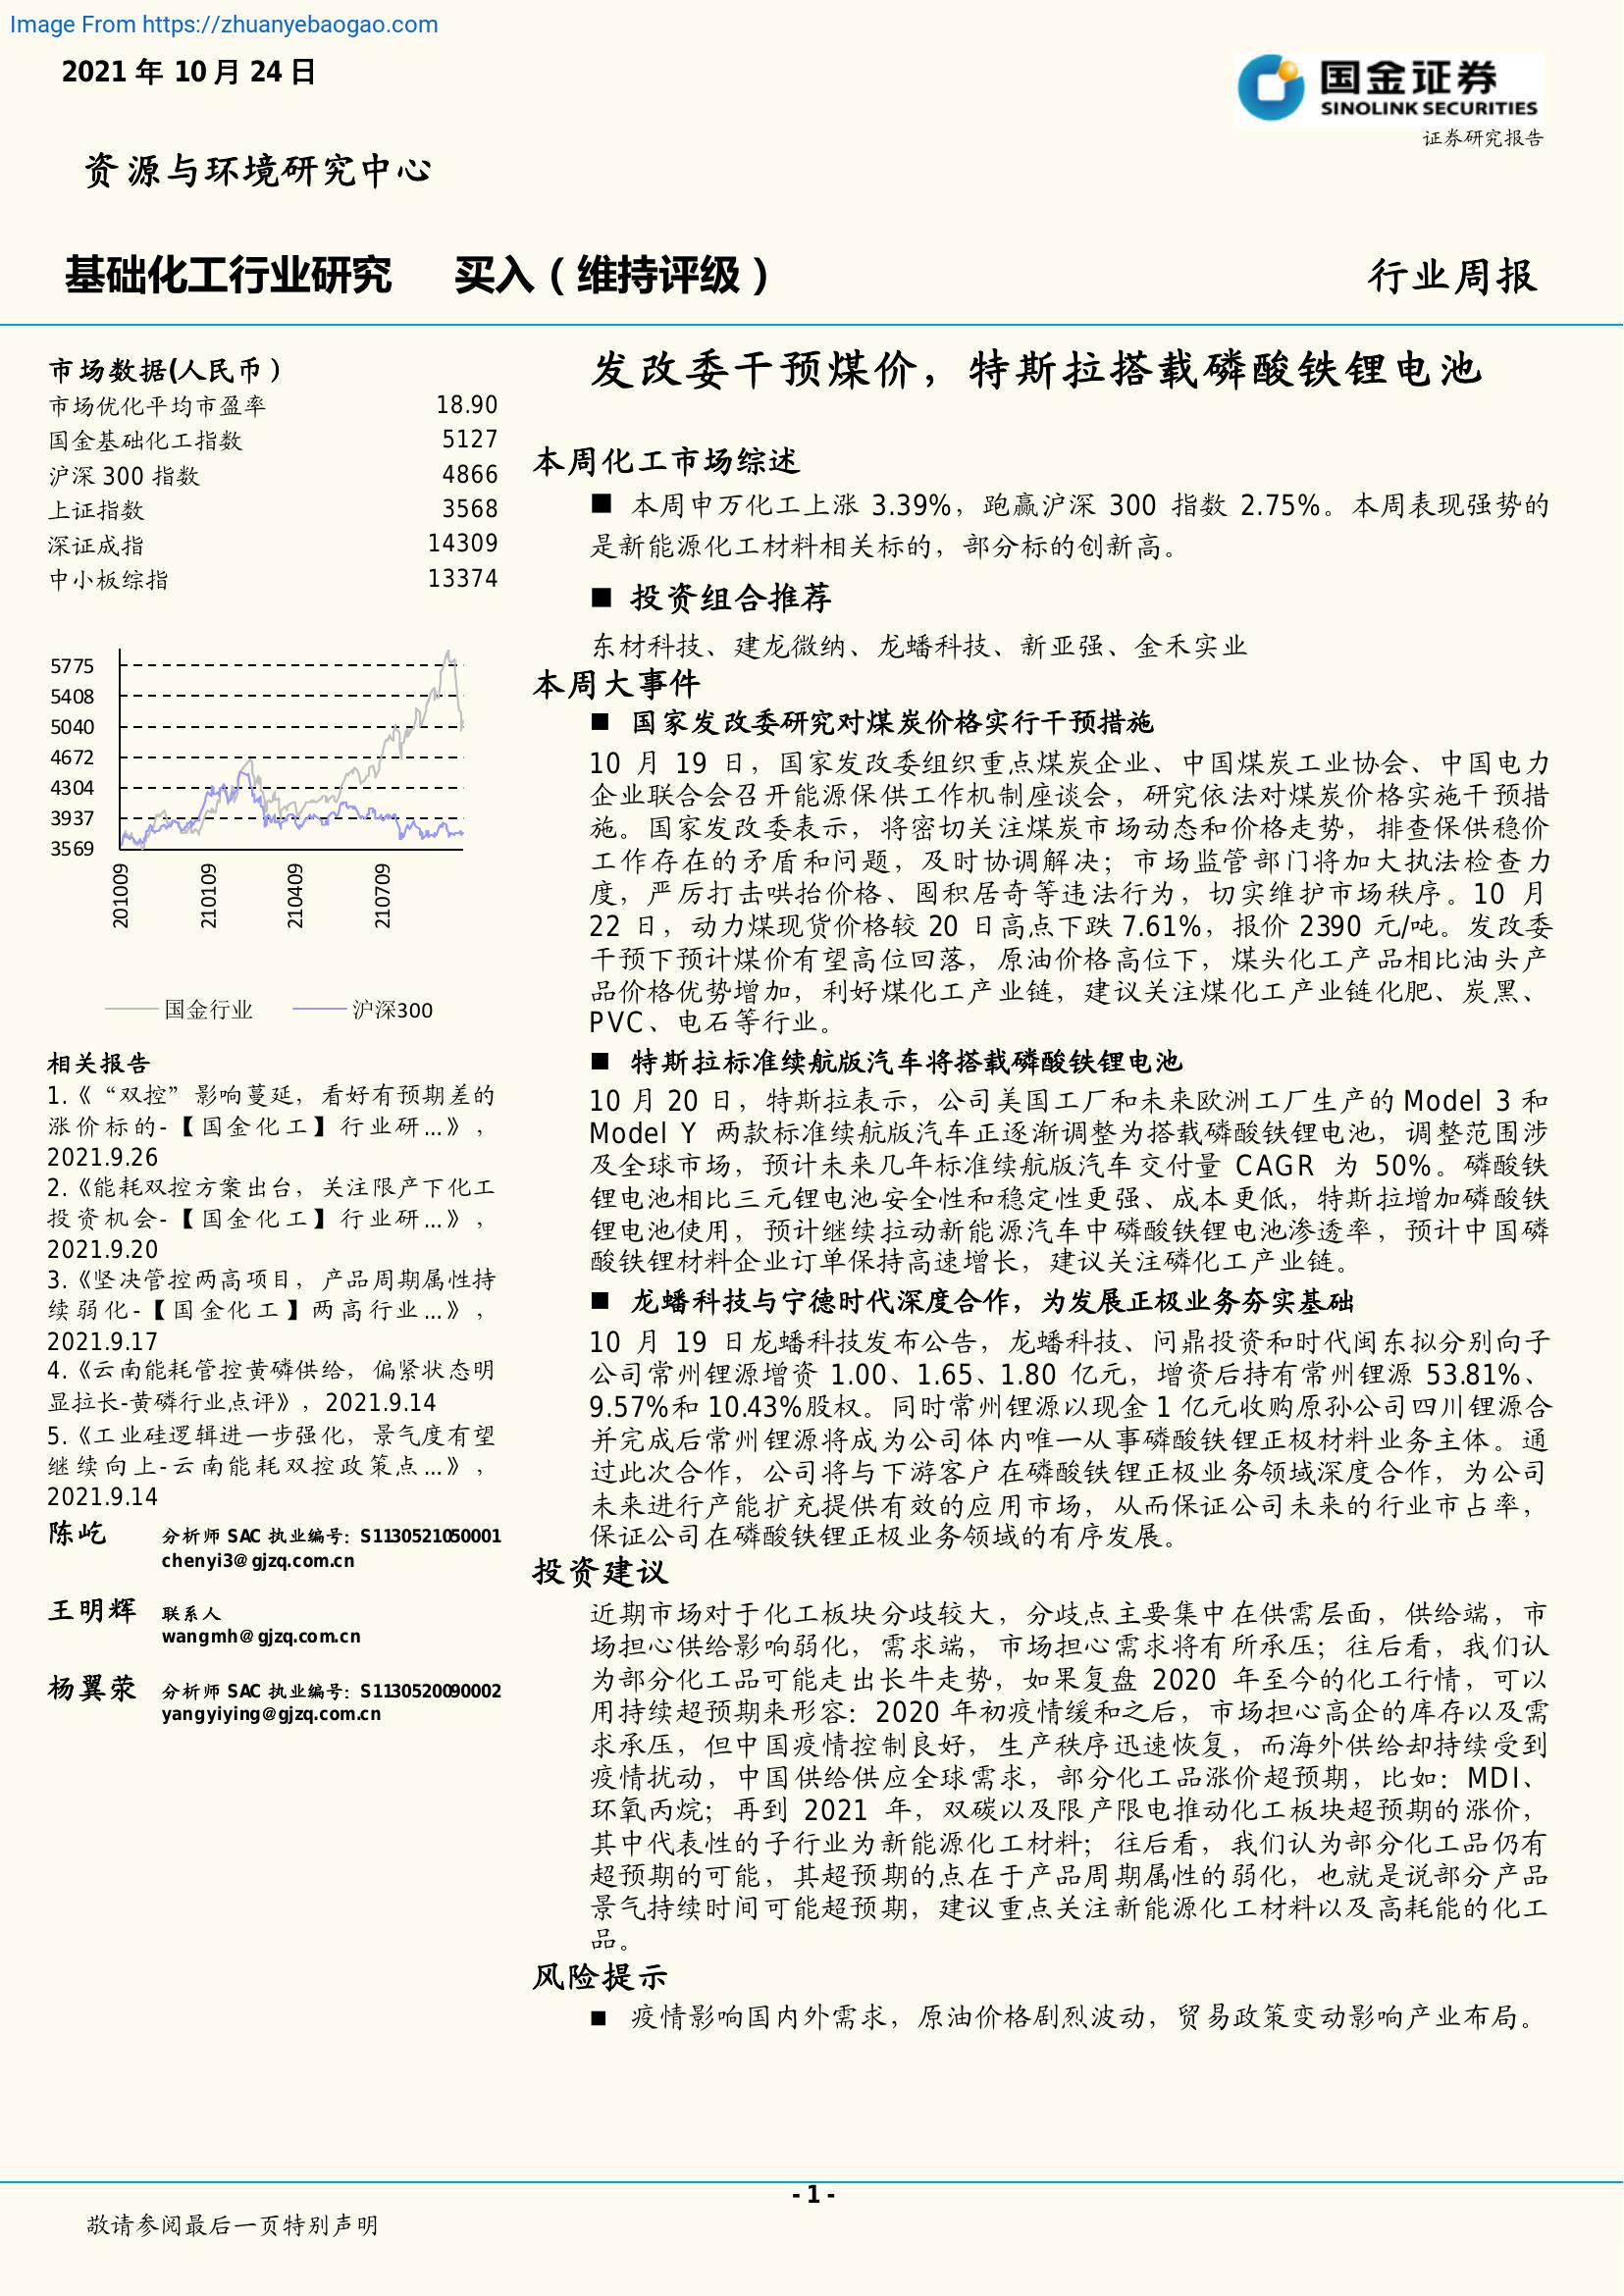 Image From https://zhuanyebaogao.com
2021 年 10 月 24 日
国金证券
SINOLINK SECURITIES
证券研究报告
资源与环境研究中心
基础化工行业研究 买入（维持评级）
行业周报
市场数据(人民币）
市场优化平均市盈率 18.90
国金基础化工指数 5127
沪深 300 指数 4866
上证指数 3568
深证成指 14309
中小板综指 13374
5775
5408
5040
4672
4304
3937
3569
201009
210109
210409
210709
国金行业 沪深300
相关报告
1.《“双控”影响蔓延，看好有预期差的
涨价标的-【国金化工】行业研...》，
2021.9.26
2.《能耗双控方案出台，关注限产下化工
投资机会-【国金化工】行业研...》，
2021.9.20
3.《坚决管控两高项目，产品周期属性持
续弱化-【国金化工】两高行业...》，
2021.9.17
4.《云南能耗管控黄磷供给，偏紧状态明
显拉长-黄磷行业点评》，2021.9.14
5.《工业硅逻辑进一步强化，景气度有望
继续向上-云南能耗双控政策点...》，
2021.9.14
陈屹 分析师 SAC 执业编号：S1130521050001
chenyi3@gjzq.com.cn
王明辉 联系人
wangmh@gjzq.com.cn
杨翼荥 分析师 SAC 执业编号：S1130520090002
yangyiying@gjzq.com.cn
发改委干预煤价，特斯拉搭载磷酸铁锂电池
本周化工市场综述
■ 本周申万化工上涨 3.39%，跑赢沪深 300 指数 2.75%。本周表现强势的
是新能源化工材料相关标的，部分标的创新高。
■ 投资组合推荐
东材科技、建龙微纳、龙蟠科技、新亚强、金禾实业
本周大事件
■ 国家发改委研究对煤炭价格实行干预措施
10 月 19 日，国家发改委组织重点煤炭企业、中国煤炭工业协会、中国电力
企业联合会召开能源保供工作机制座谈会，研究依法对煤炭价格实施干预措
施。国家发改委表示，将密切关注煤炭市场动态和价格走势，排查保供稳价
工作存在的矛盾和问题，及时协调解决；市场监管部门将加大执法检查力
度，严厉打击哄抬价格、囤积居奇等违法行为，切实维护市场秩序。10 月
22 日，动力煤现货价格较 20 日高点下跌 7.61%，报价 2390 元/吨。发改委
干预下预计煤价有望高位回落，原油价格高位下，煤头化工产品相比油头产
品价格优势增加，利好煤化工产业链，建议关注煤化工产业链化肥、炭黑、
PVC、电石等行业。
■ 特斯拉标准续航版汽车将搭载磷酸铁锂电池
10 月 20 日，特斯拉表示，公司美国工厂和未来欧洲工厂生产的 Model 3 和
Model Y 两款标准续航版汽车正逐渐调整为搭载磷酸铁锂电池，调整范围涉
及全球市场，预计未来几年标准续航版汽车交付量 CAGR 为 50%。磷酸铁
锂电池相比三元锂电池安全性和稳定性更强、成本更低，特斯拉增加磷酸铁
锂电池使用，预计继续拉动新能源汽车中磷酸铁锂电池渗透率，预计中国磷
酸铁锂材料企业订单保持高速增长，建议关注磷化工产业链。
■ 龙蟠科技与宁德时代深度合作，为发展正极业务夯实基础
10 月 19 日龙蟠科技发布公告，龙蟠科技、问鼎投资和时代闽东拟分别向子
公司常州锂源增资 1.00、1.65、1.80 亿元，增资后持有常州锂源 53.81%、
9.57%和 10.43%股权。同时常州锂源以现金 1 亿元收购原孙公司四川锂源合
并完成后常州锂源将成为公司体内唯一从事磷酸铁锂正极材料业务主体。通
过此次合作，公司将与下游客户在磷酸铁锂正极业务领域深度合作，为公司
未来进行产能扩充提供有效的应用市场，从而保证公司未来的行业市占率，
保证公司在磷酸铁锂正极业务领域的有序发展。
投资建议
近期市场对于化工板块分歧较大，分歧点主要集中在供需层面，供给端，市
场担心供给影响弱化，需求端，市场担心需求将有所承压；往后看，我们认
为部分化工品可能走出长牛走势，如果复盘 2020 年至今的化工行情，可以
用持续超预期来形容：2020 年初疫情缓和之后，市场担心高企的库存以及需
求承压，但中国疫情控制良好，生产秩序迅速恢复，而海外供给却持续受到
疫情扰动，中国供给供应全球需求，部分化工品涨价超预期，比如：MDI、
环氧丙烷；再到 2021 年，双碳以及限产限电推动化工板块超预期的涨价，
其中代表性的子行业为新能源化工材料；往后看，我们认为部分化工品仍有
超预期的可能，其超预期的点在于产品周期属性的弱化，也就是说部分产品
景气持续时间可能超预期，建议重点关注新能源化工材料以及高耗能的化工
品。
风险提示
■ 疫情影响国内外需求，原油价格剧烈波动，贸易政策变动影响产业布局。
- 1 -
敬请参阅最后一页特别声明